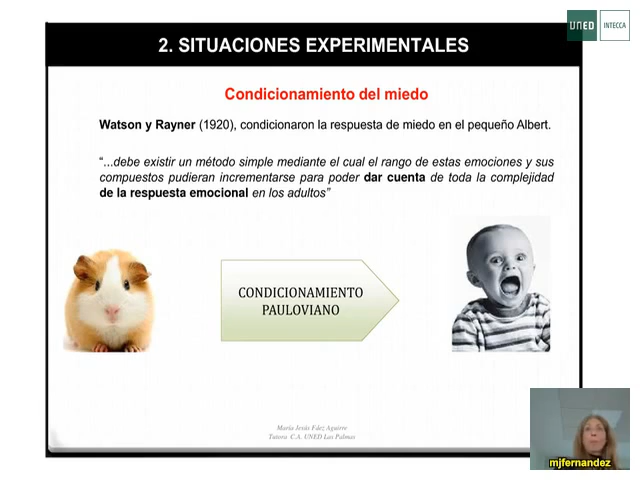 UNED
INTECCA
2. SITUACIONES EXPERIMENTALES
Condicionamiento del miedo
Watson y Rayner (1920), condicionaron la respuesta de miedo en el pequeño Albert.
“...debe existir un método simple mediante el cual el rango de estas emociones y sus
compuestos pudieran incrementarse para poder dar cuenta de toda la complejidad
de la respuesta emocional en los adultos”
CONDICIONAMIENTO
PAULOVIANO
María Jesús Fdez Aguirre
Tutora C.A. UNED Las Palmas
mjfernandez